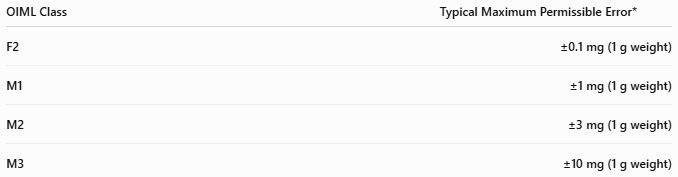 OIML Class Typical Maximum Permissible Error*
F2 ±0.1 mg (1 g weight)
M1 ±1 mg (1 g weight)
M2 ±3 mg (1 g weight)
M3 ±10 mg (1 g weight)